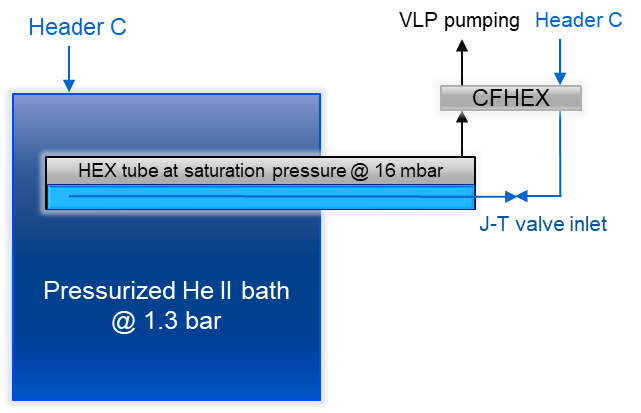 Header C
VLP pumping
Header C
CFHEX
HEX tube at saturation pressure @ 16 mbar
J-T valve inlet
Pressurized He II bath
@ 1.3 bar